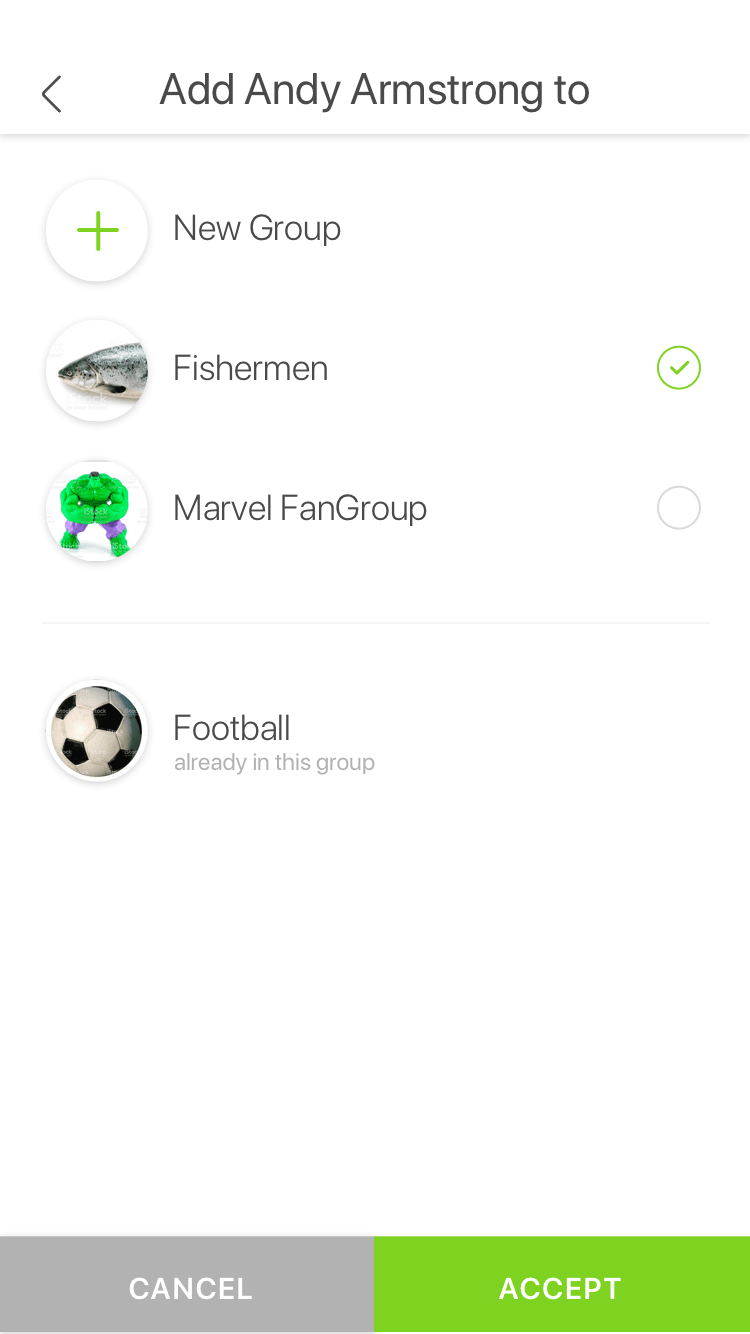 Add Andy Armstrong to
New Group
Fishermen
Marvel FanGroup
Football
already in this group
CANCEL
ACCEPT